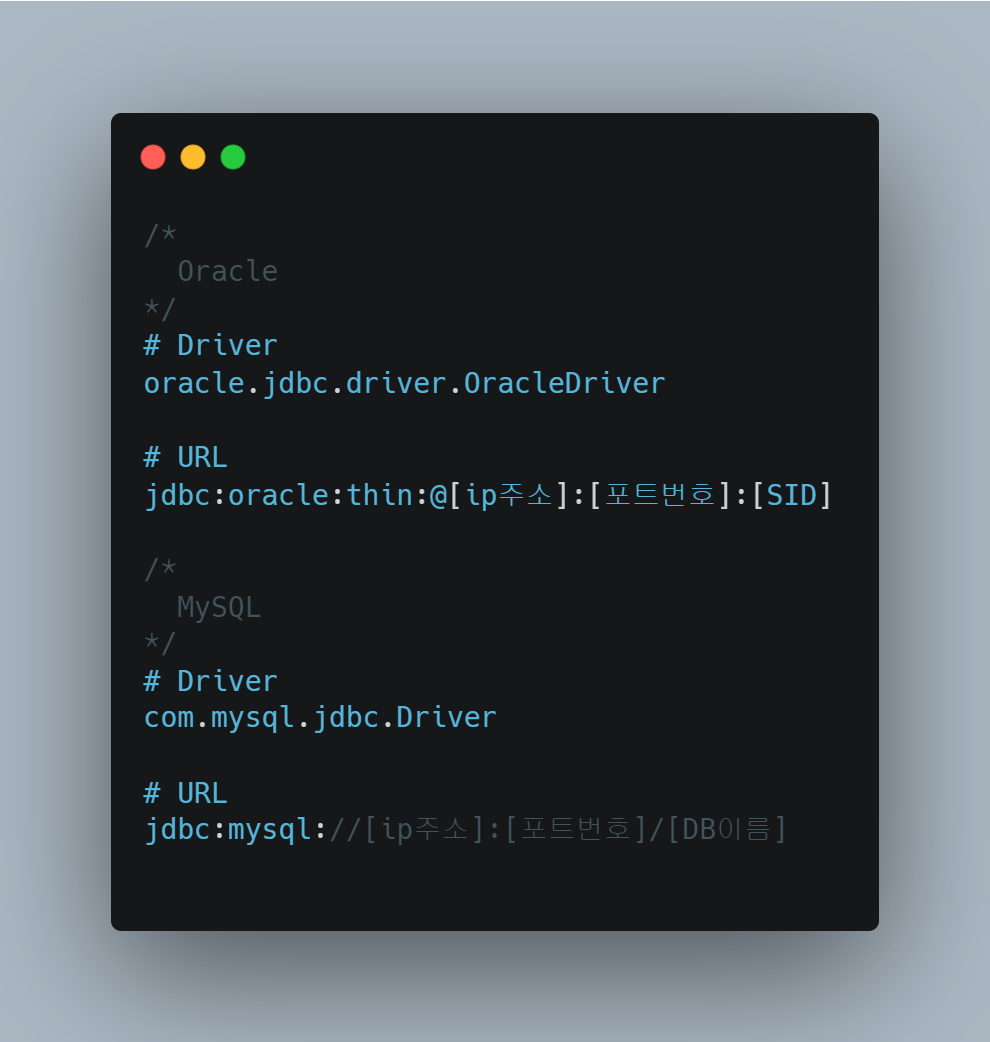 /*
  Oracle
*/
# Driver
oracle.jdbc.driver.OracleDriver

# URL
jdbc:oracle:thin:@[ip주소]:[포트번호]:[SID]

/*
  MySQL
*/
# Driver
com.mysql.jdbc.Driver

# URL
jdbc:mysql://[ip주소]:[포트번호]/[DB이름]